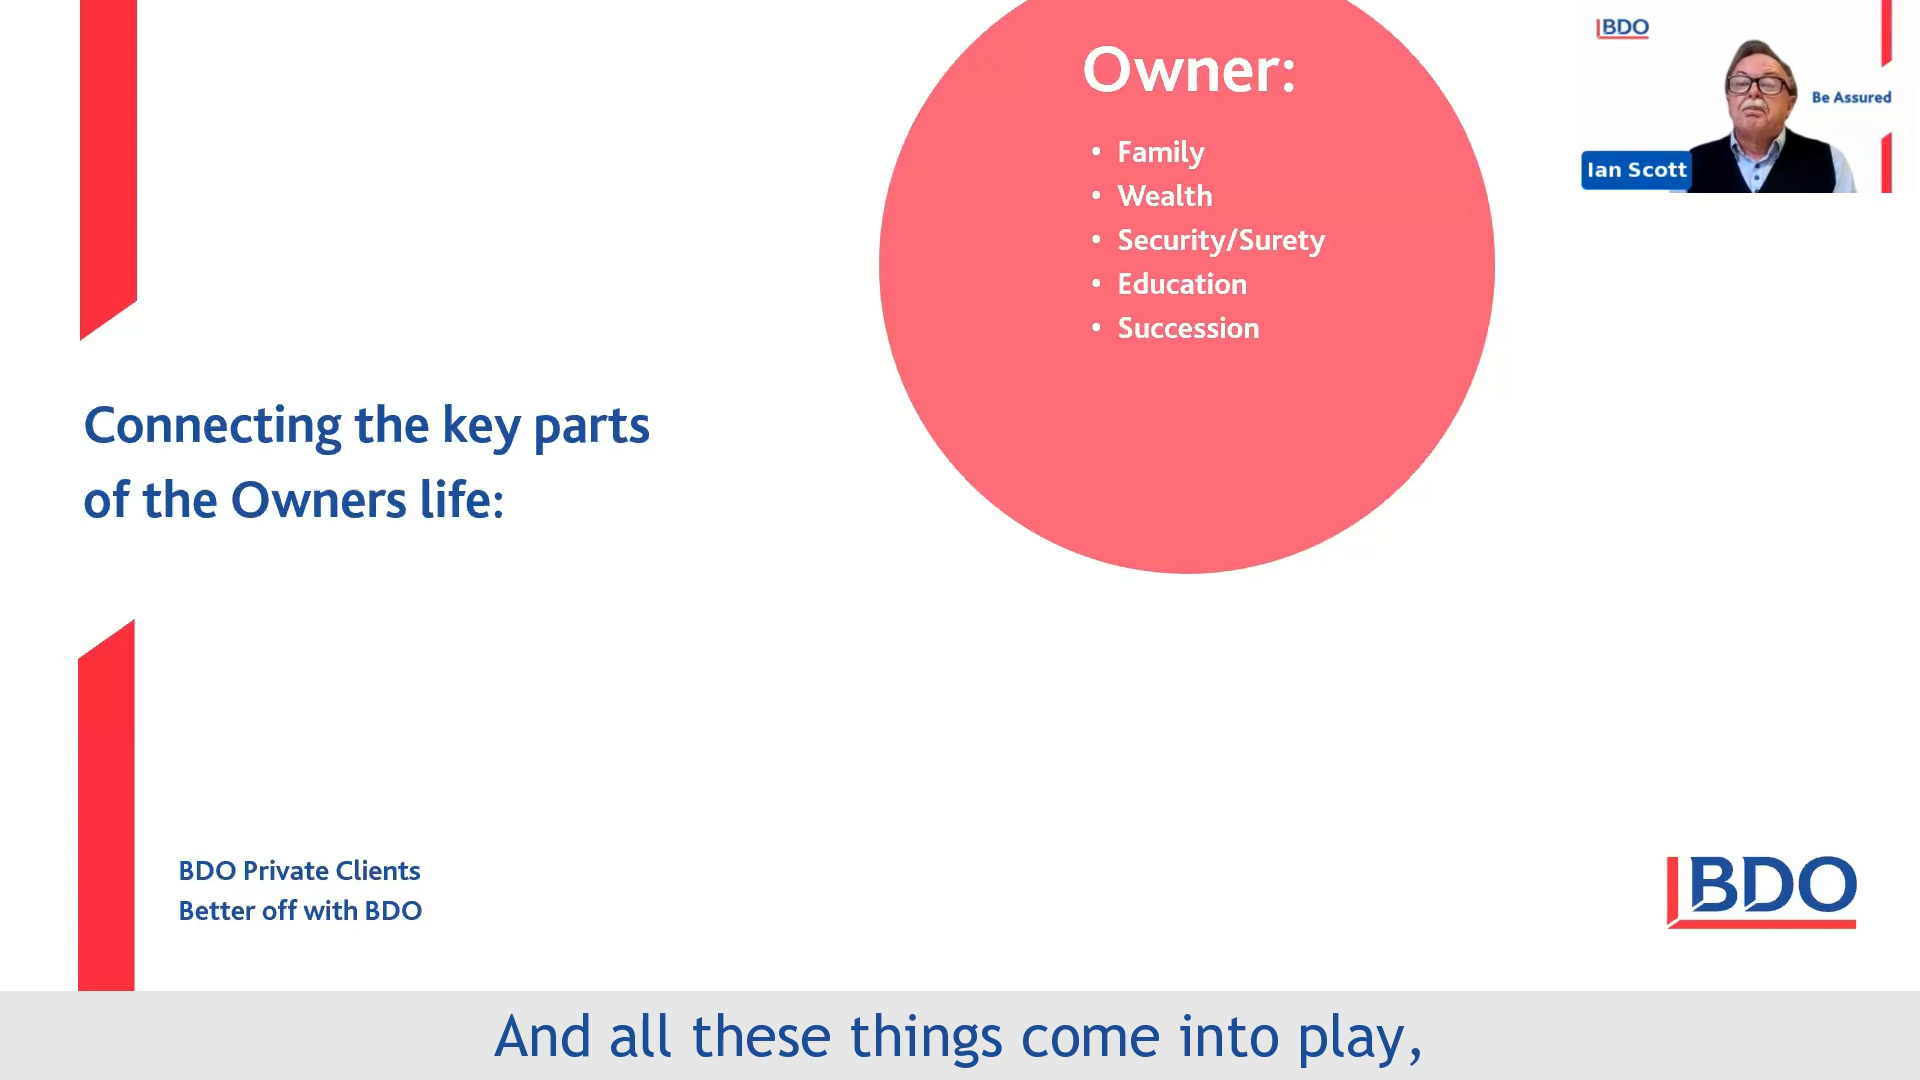 Owner:
• Family
• Wealth
• Security/Surety
• Education
• Succession
BDO
Be Assured
Ian Scott
Connecting the key parts
of the Owners life:
BDO Private Clients
Better off with BDO
BDO
And all these things come into play,